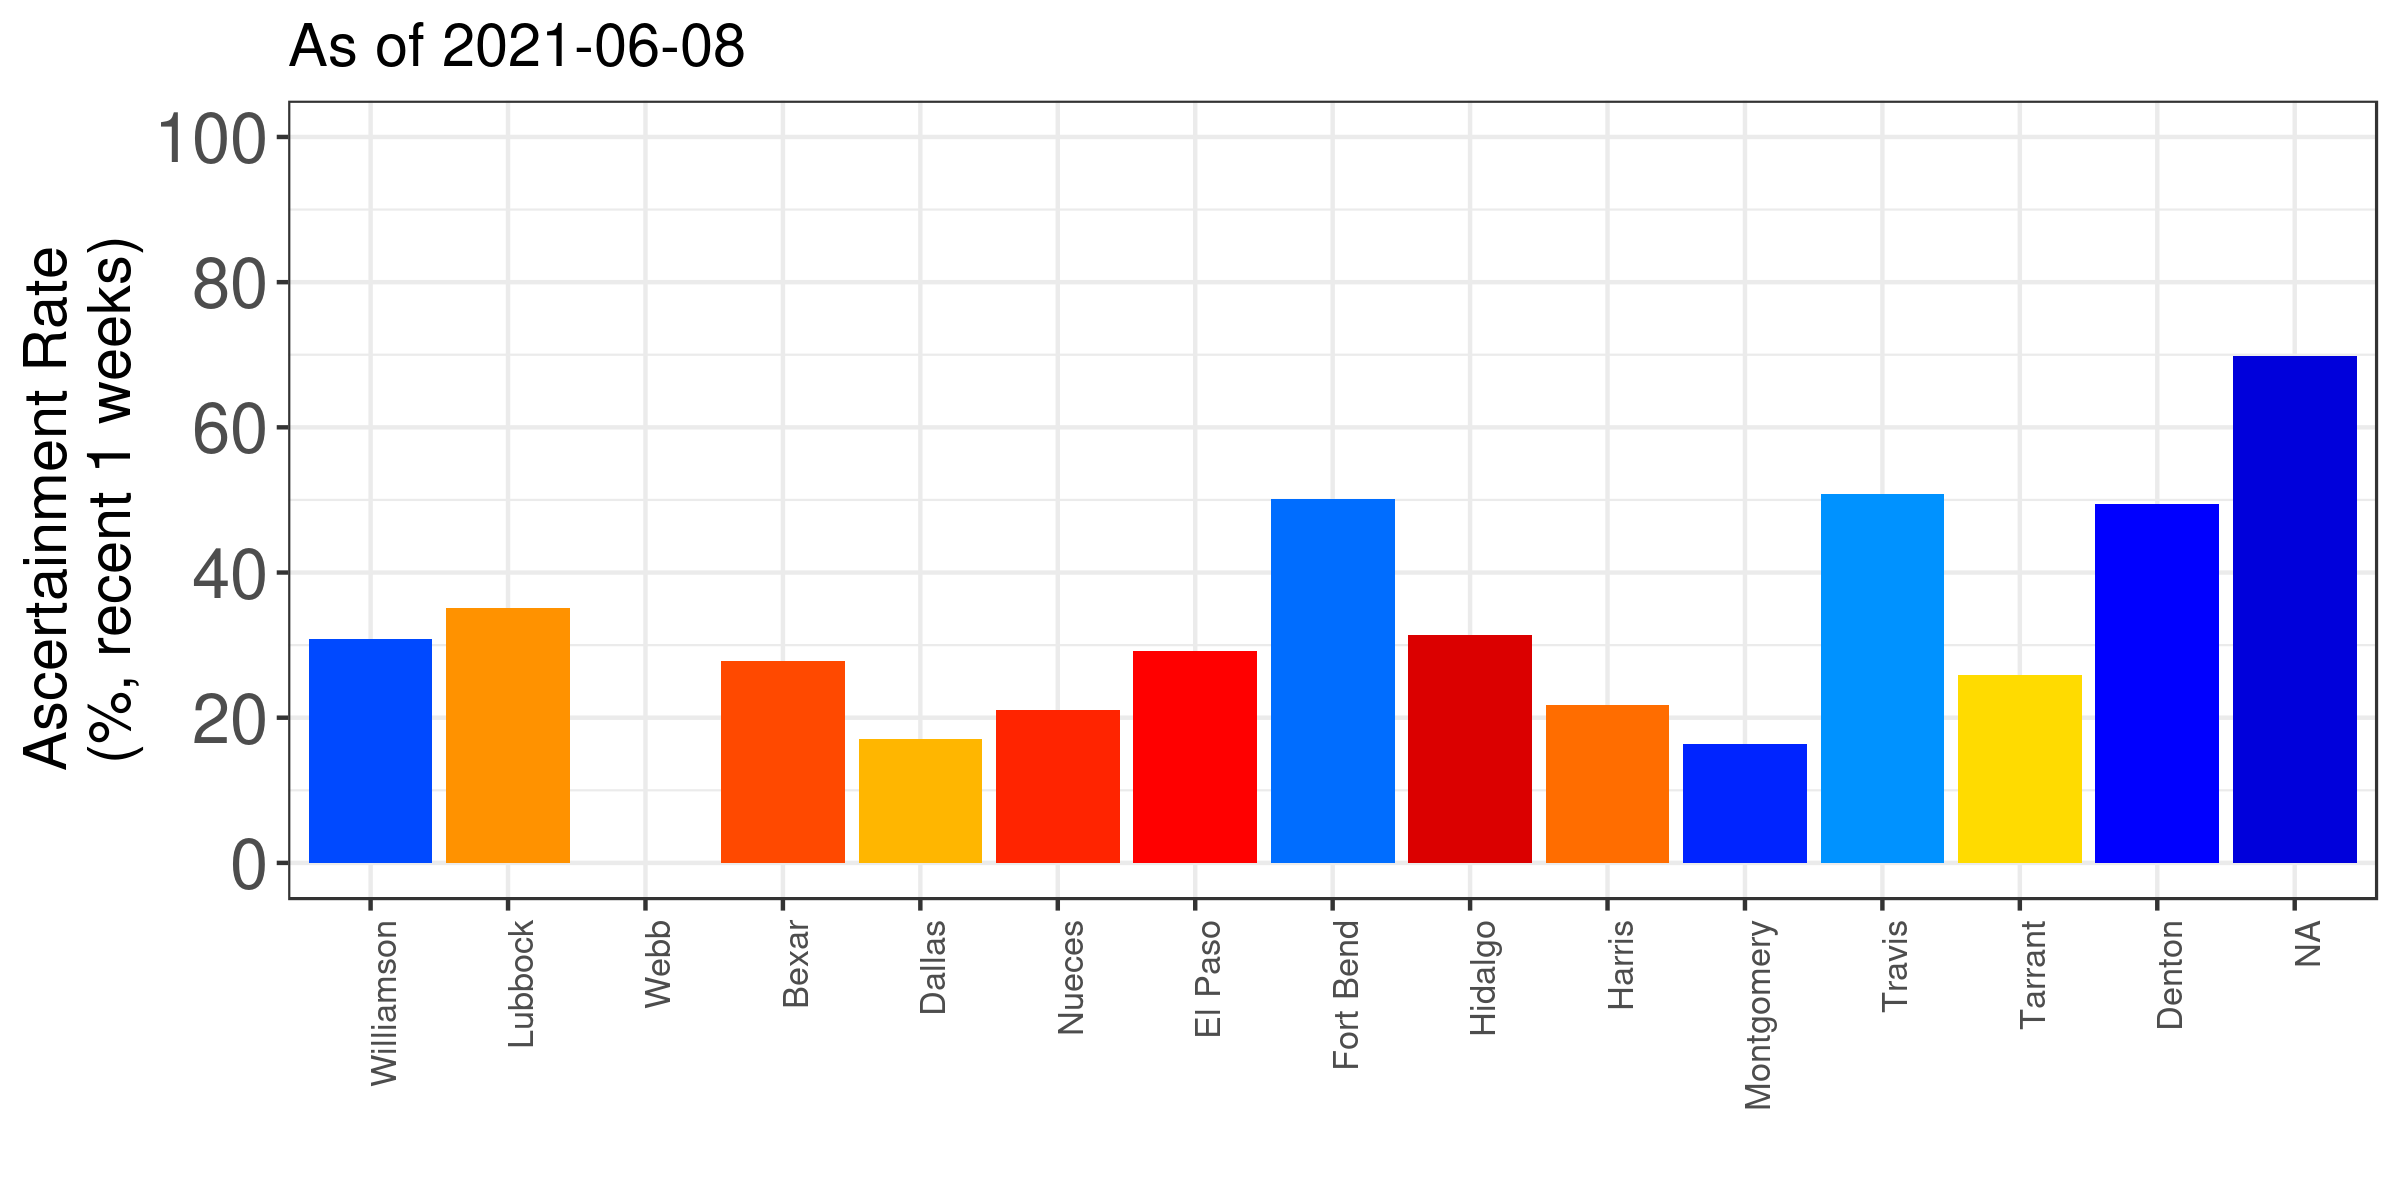 As of 2021-06-08
Ascertainment Rate
(%, recent 1 weeks)
100
80
60
40
20
0
Williamson
Lubbock
Webb
Bexar
Dallas
Nueces
El Paso
Fort Bend
Hidalgo
Harris
Montgomery
Travis
Tarrant
Denton
NA